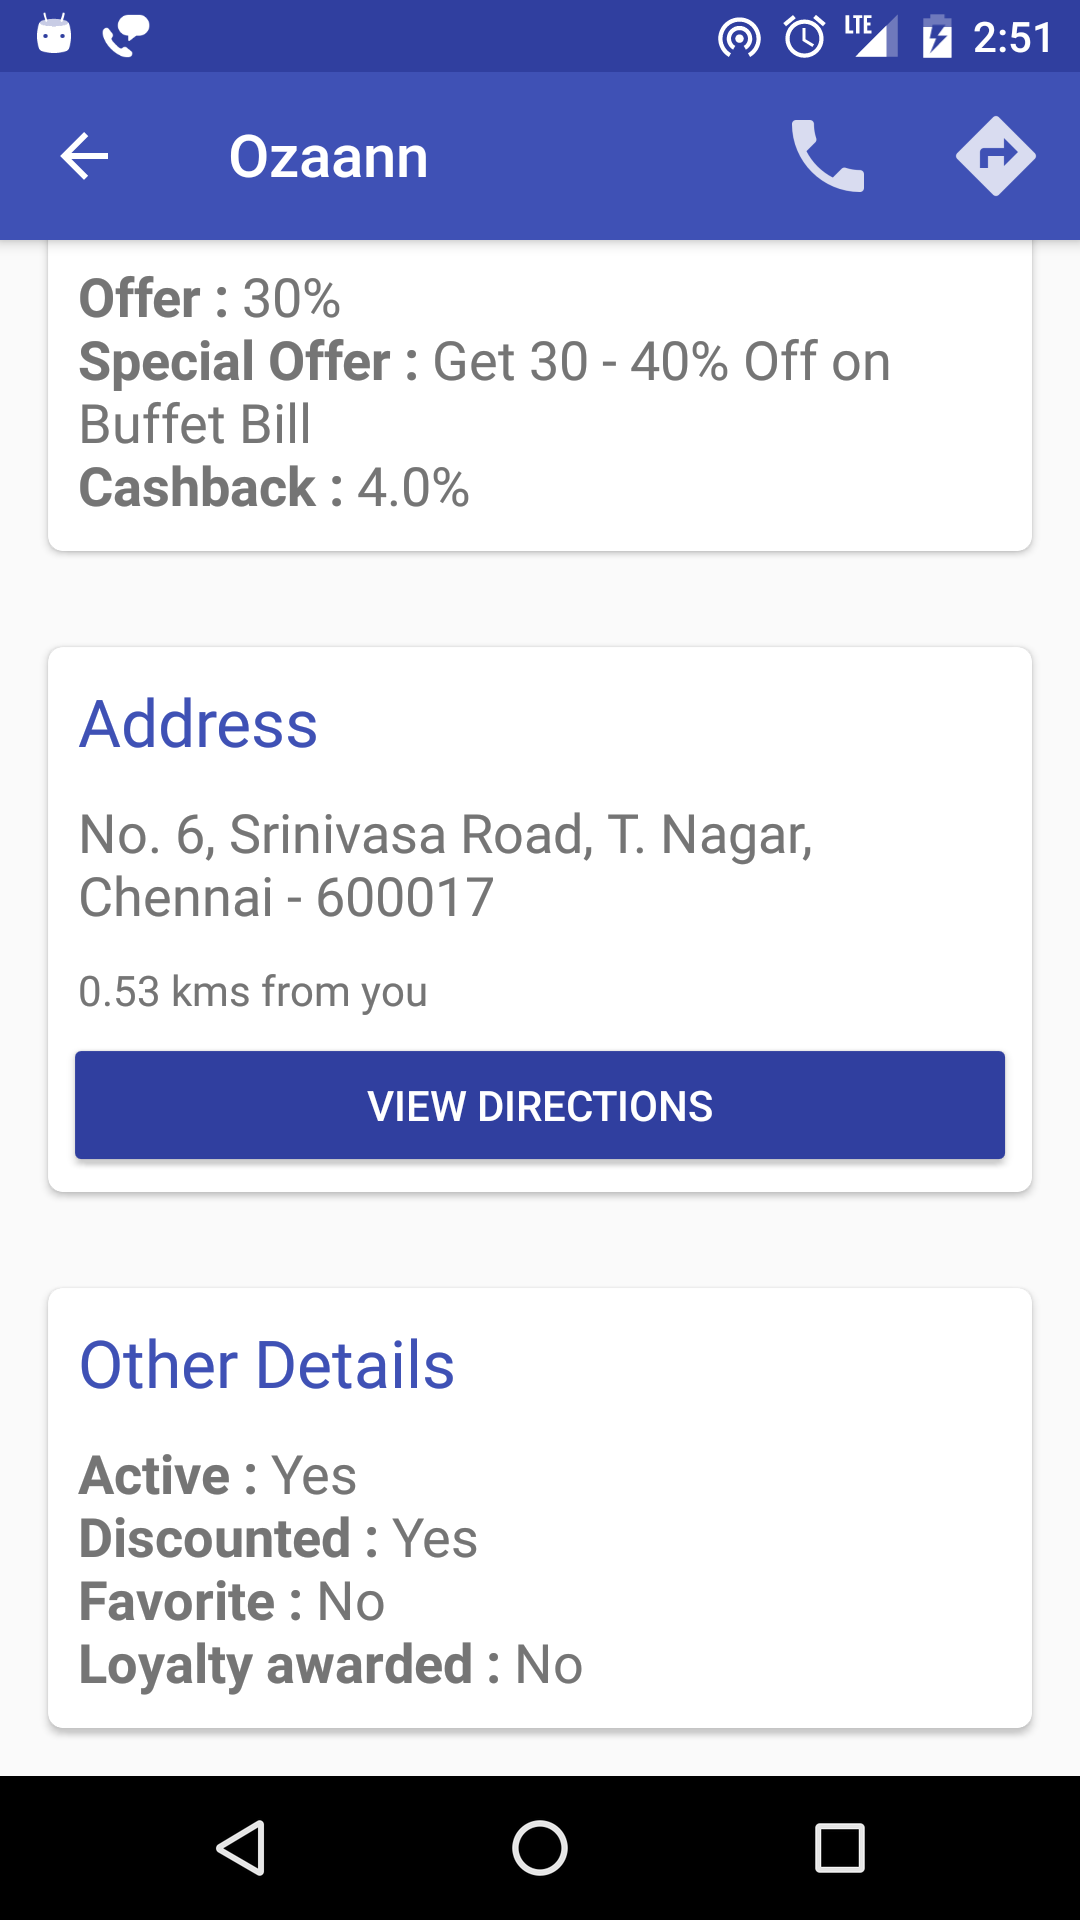 LTE 2:51
Ozaann
Offer : 30%
Special Offer : Get 30 - 40% Off on
Buffet Bill
Cashback : 4.0%
Address
No. 6, Srinivasa Road, T. Nagar,
Chennai - 600017
0.53 kms from you
VIEW DIRECTIONS
Other Details
Active : Yes
Discounted : Yes
Favorite : No
Loyalty awarded : No